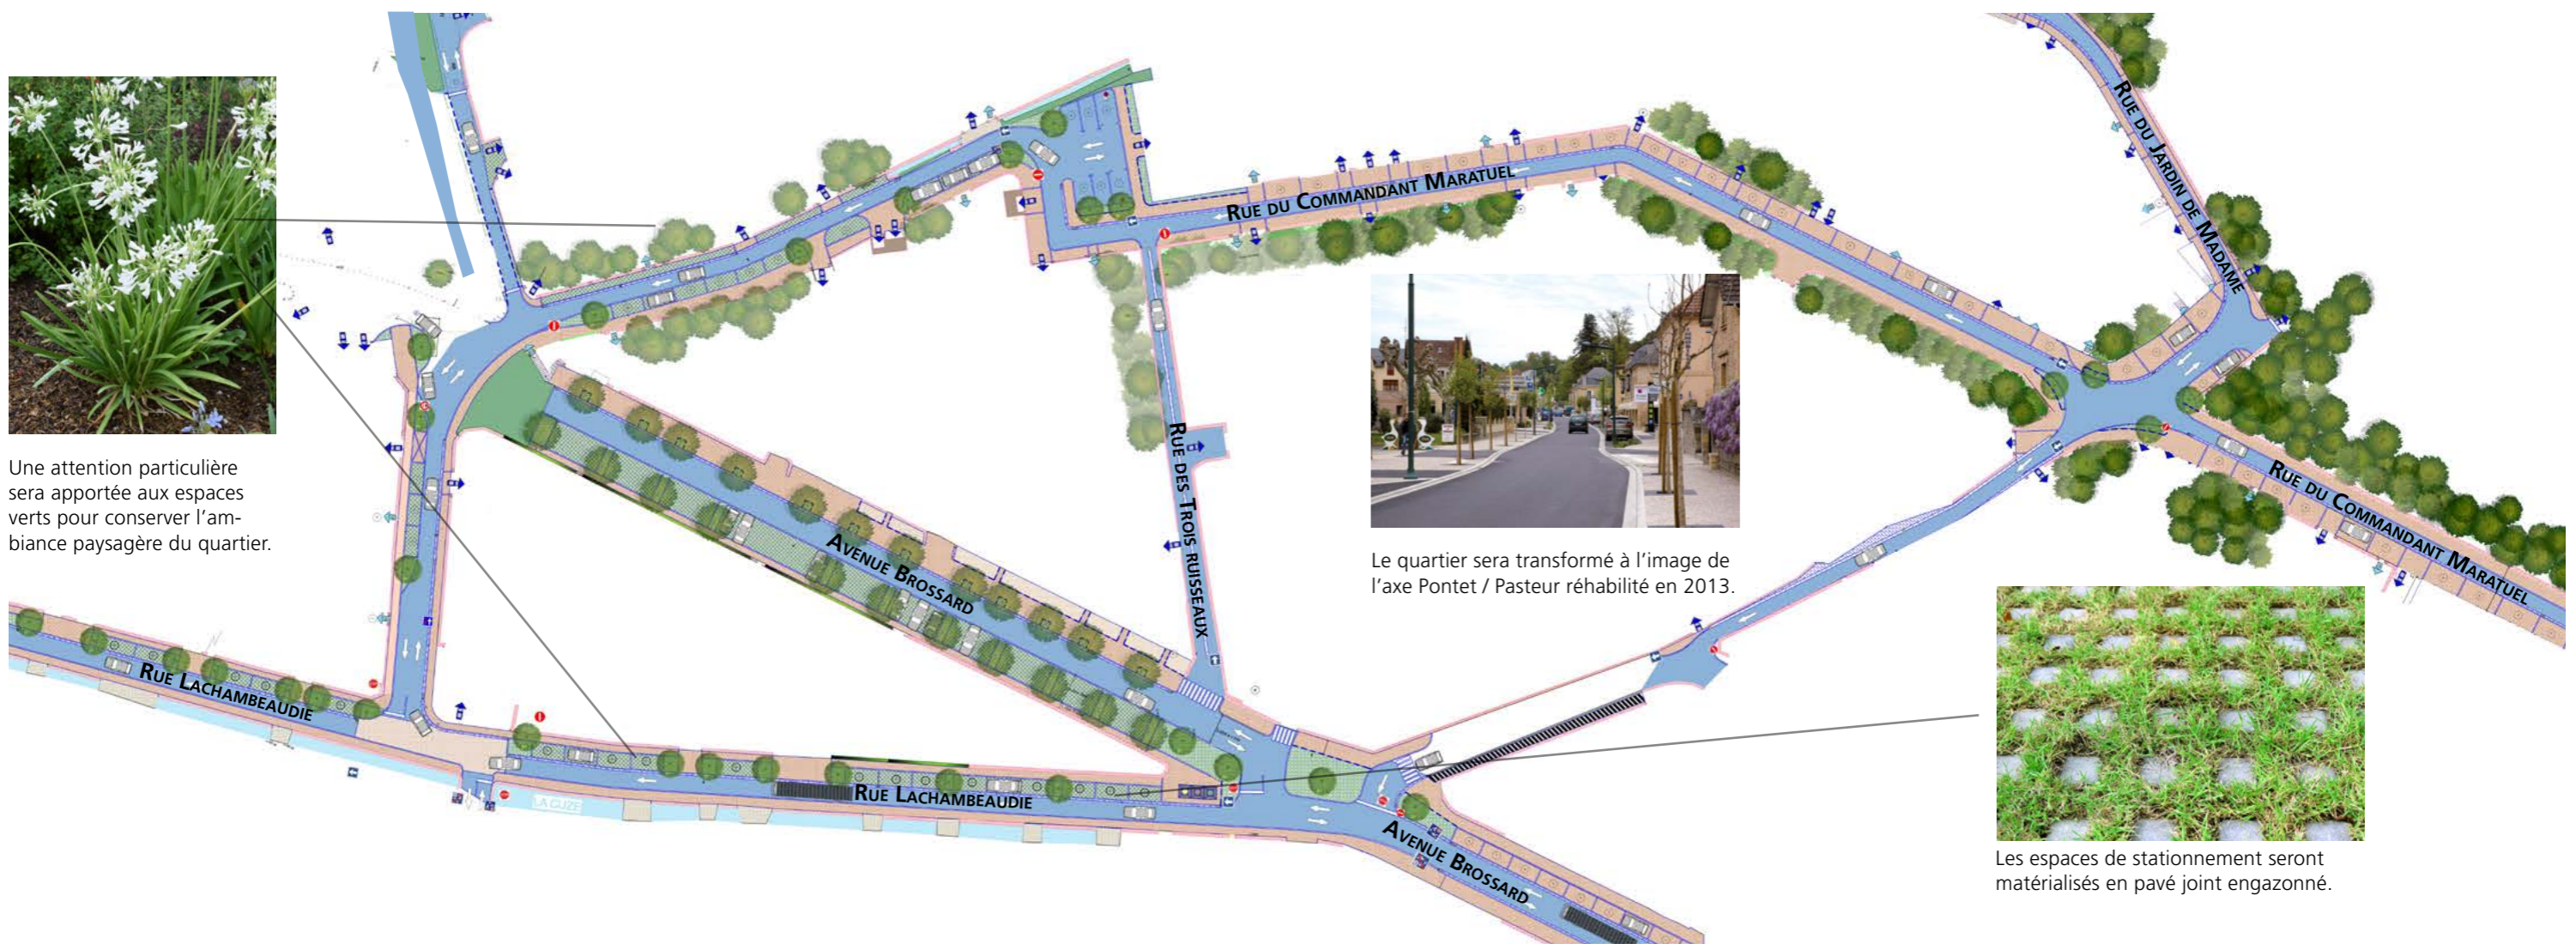 Une attention particulière
sera apportée aux espaces
verts pour conserver l'am-
biance paysagère du quartier.
RUE LACHAMBEAUDIE
LA CUZE
RUE LACHAMBEAUDIE
AVENUE BROSSARD
RUE DES TROIS RUISSEAUX
RUE DU COMMANDANT MARATUEL
RUE DU JARDIN DE MADAME
Le quartier sera transformé à l'image de
l'axe Pontet / Pasteur réhabilité en 2013.
RUE DU COMMANDANT MARATUEL
AVENUE BROSSARD
Les espaces de stationnement seront
matérialisés en pavé joint engazonné.